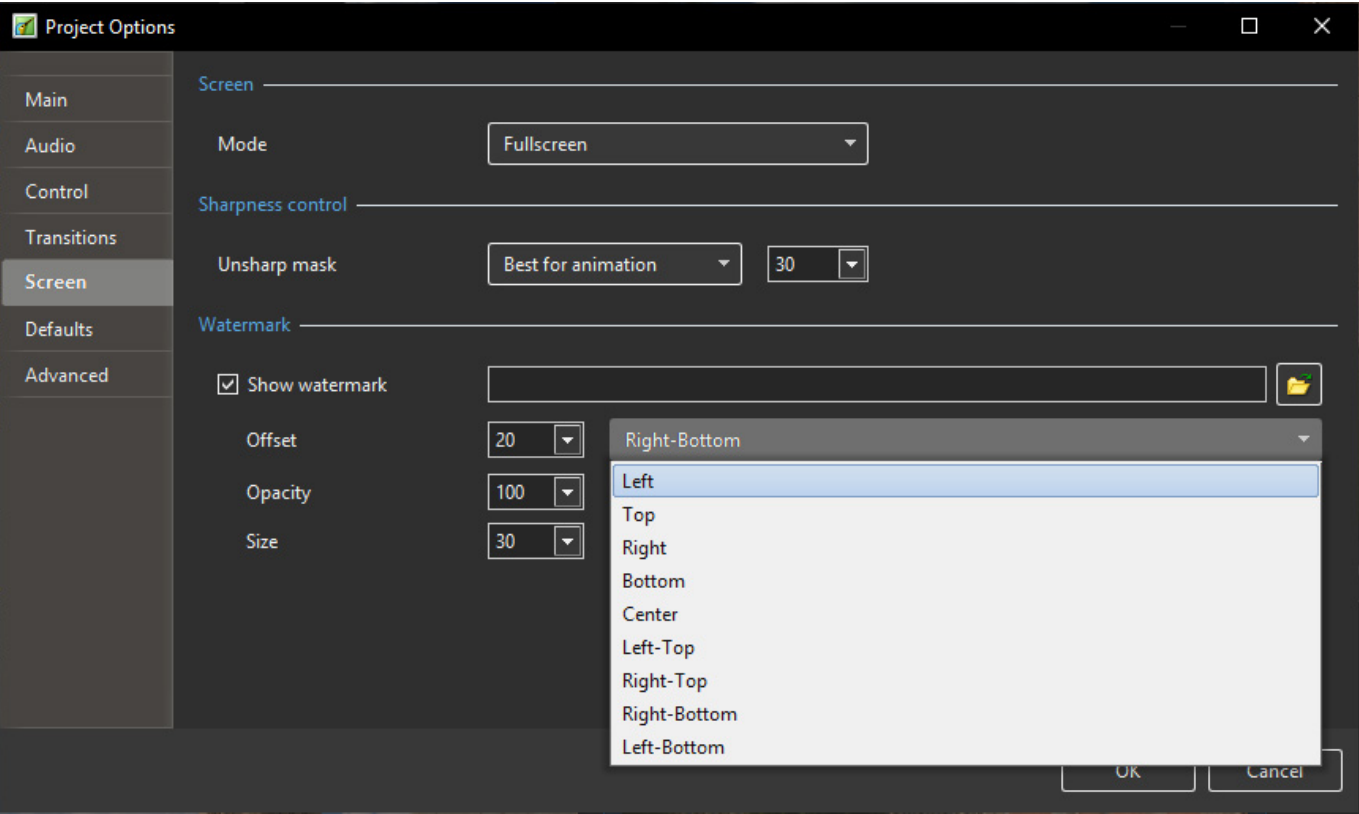 Project Options
Main
Audio
Control
Transitions
Screen
Defaults
Advanced
Screen
Mode Fullscreen
Sharpness control
Unsharp mask Best for animation 30
Watermark
Show watermark
Offset 20 Right-Bottom
Opacity 100
Size 30
Left
Top
Right
Bottom
Center
Left-Top
Right-Top
Right-Bottom
Left-Bottom
OK Cancel